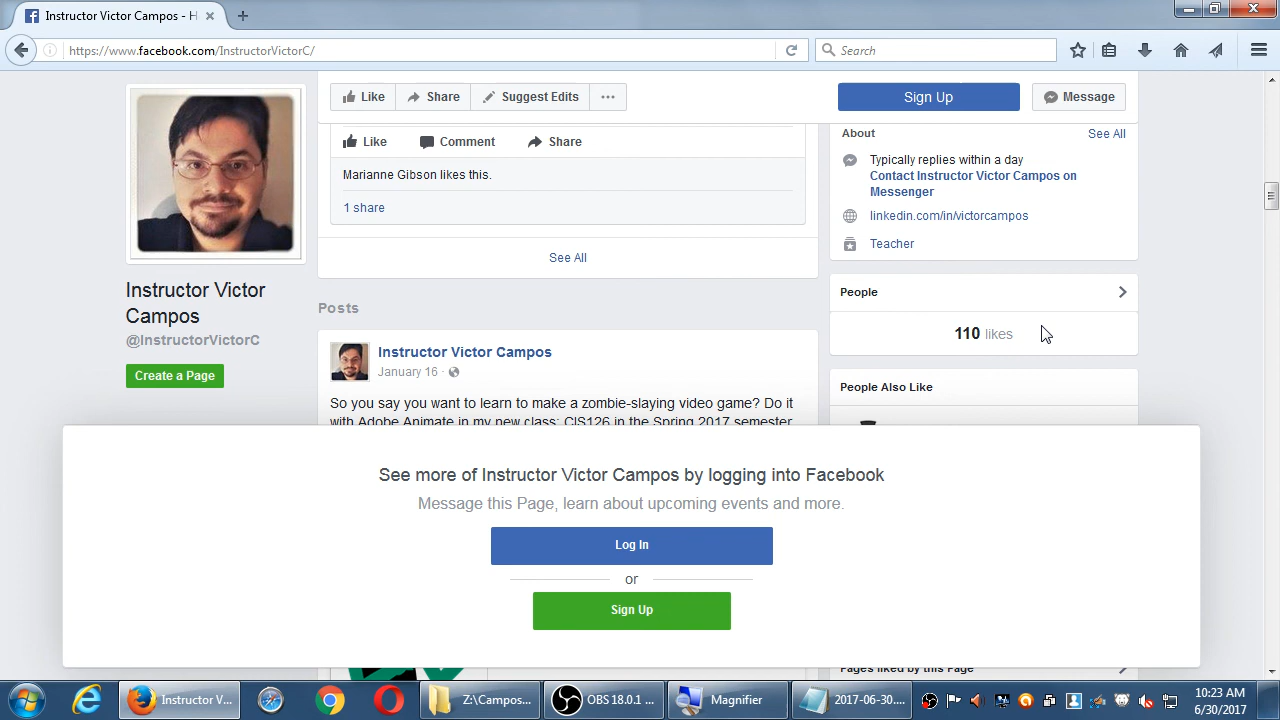 Instructor Victor Campos - H
https://www.facebook.com/InstructorVictorC/
Search
Like
Share
Suggest Edits
Sign Up
Message
Like
Comment
Share
Marianne Gibson likes this.
1 share
See All
Instructor Victor
Campos
@InstructorVictorC
Create a Page
Posts
Instructor Victor Campos
January 16
So you say you want to learn to make a zombie-slaying video game? Do it
with Adobe Animate in my new class: CIS126 in the Spring 2017 semester
About
See All
Typically replies within a day
Contact Instructor Victor Campos on
Messenger
linkedin.com/in/victorcampos
Teacher
People
110 likes
People Also Like
See more of Instructor Victor Campos by logging into Facebook
Message this Page, learn about upcoming events and more.
Log In
or
Sign Up
Pages liked by this Page
Instructor V...
Z:\Campos...
OBS 18.0.1 ...
Magnifier
2017-06-30....
10:23 AM
6/30/2017